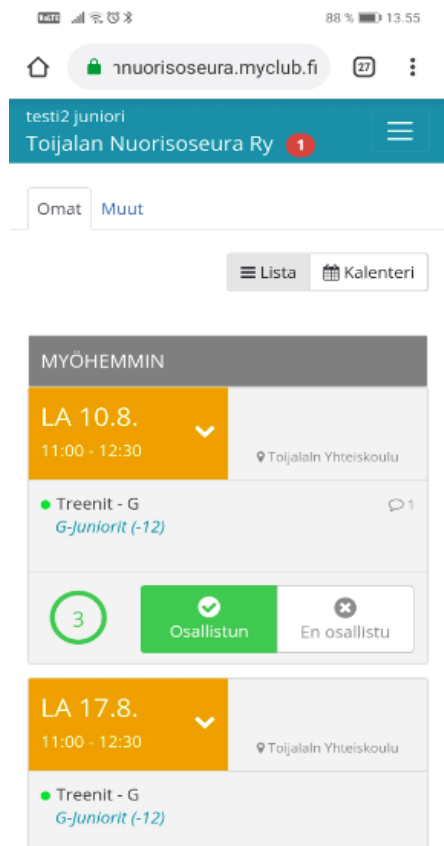 88 % 13.55
nnuorisoseura.myclub.fi 27
testi2 juniori
Toijalan Nuorisoseura Ry 1
Omat Muut
Lista Kalenteri
MYÖHEMMIN
LA 10.8.
11:00 - 12:30
Toijalaln Yhteiskoulu
Treenit - G 1
G-Juniorit (-12)
3 Osallistun En osallistu
LA 17.8.
11:00 - 12:30
Toijalaln Yhteiskoulu
Treenit - G
G-Juniorit (-12)